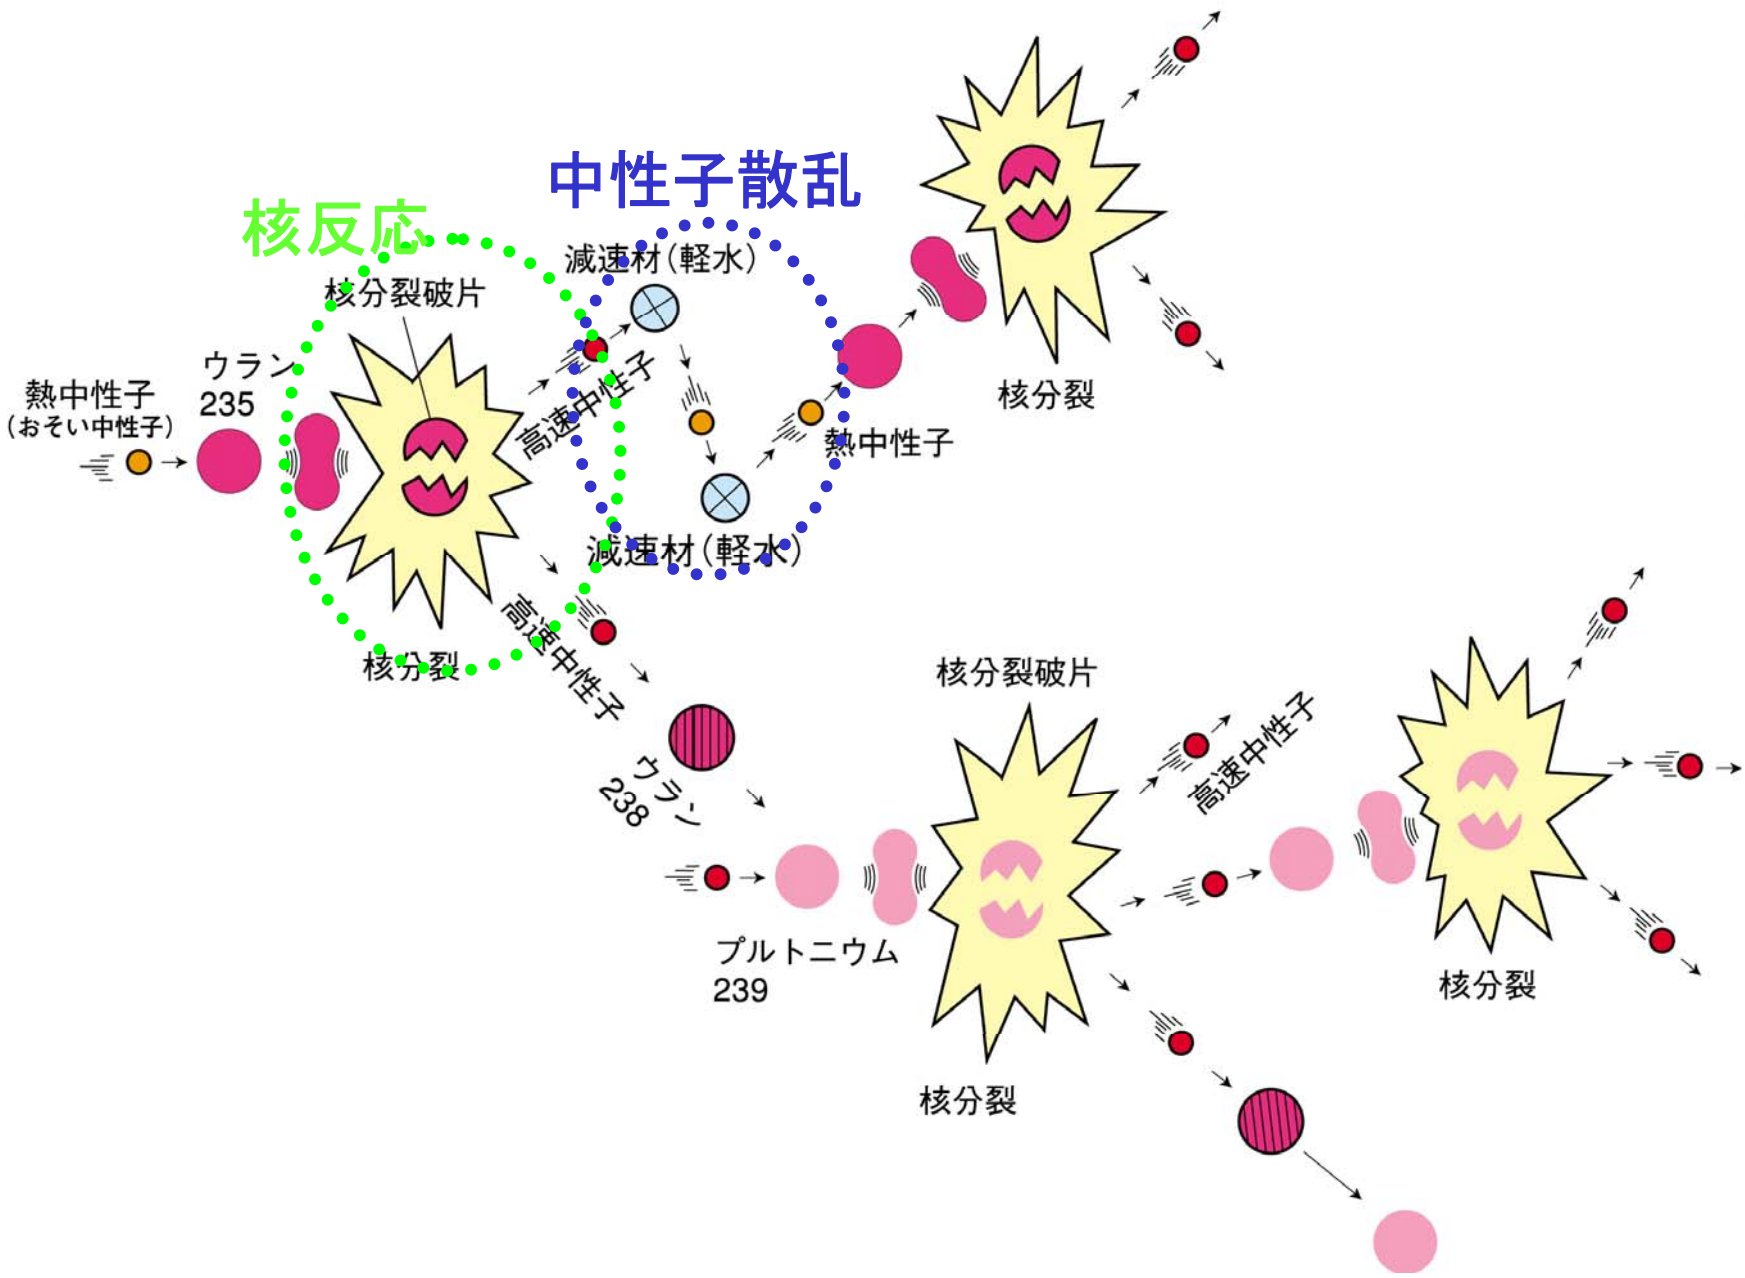 中性子散乱
核反応
減速材(軽水)
核分裂破片
ウラン
235
熱中性子
(おそい中性子)
高速中性子
熱中性子
核分裂
減速材(軽水)
高速中性子
核分裂
核分裂破片
高速中性子
ウラン
238
プルトニウム
239
核分裂
核分裂